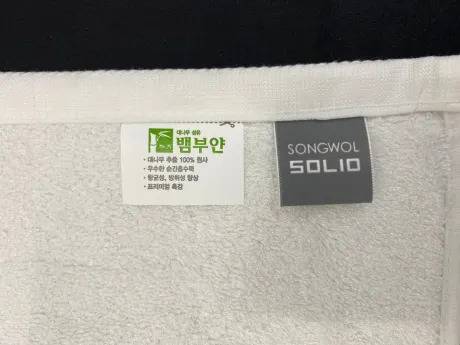 대나무 섬유
뱀부얀
• 대나무 추출 100% 원사
• 우수한 순간흡수력
• 항균성, 방취성 향상
• 프리미엄 촉감
SONGWOL
SOLID